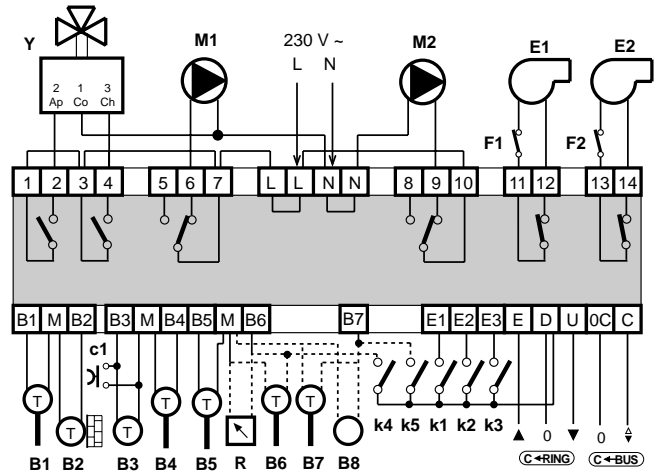 Y M1 230 V ~ M2 E1 E2
L N
2 1 3
Ap Co Ch
F1 F2
1 2 3 4 5 6 7 L L N N 8 9 10 11 12 13 14
B1 M B2 B3 M B4 B5 M B6 B7 E1 E2 E3 E D U 0C C
c1
T T T T T T T
k4 k5 k1 k2 k3
0 0
B1 B2 B3 B4 B5 R B6 B7 B8 C RING C BUS